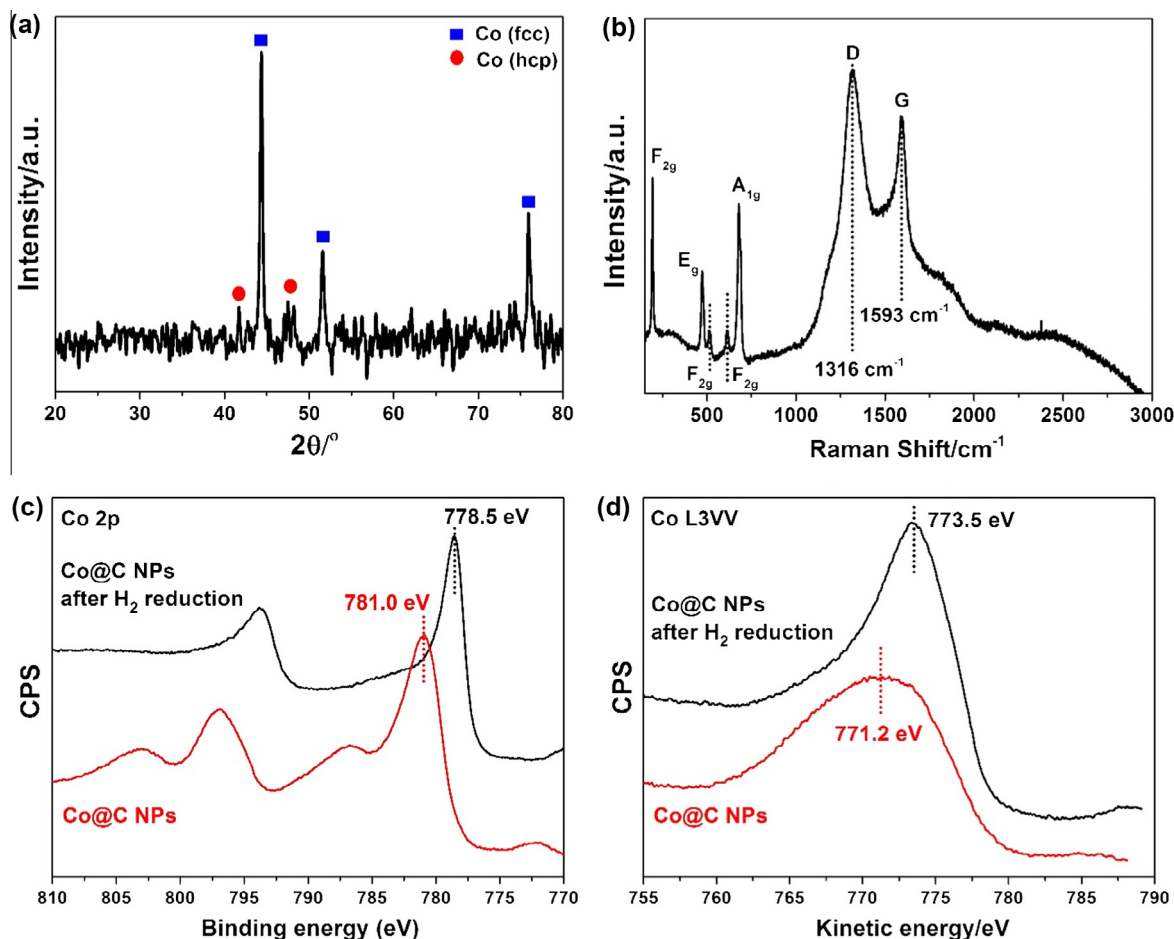 (a)
Co (fcc)
Co (hcp)
Intensity/a.u.
20 30 40 50 60 70 80
2θ/°
(b)
D
G
F2g
A1g
Eg
1593 cm-1
F2g
F2g
1316 cm-1
Intensity/a.u.
500 1000 1500 2000 2500 3000
Raman Shift/cm-1
(c)
Co 2p
778.5 eV
Co@C NPs
after H2 reduction
781.0 eV
CPS
Co@C NPs
810 805 800 795 790 785 780 775 770
Binding energy (eV)
(d)
Co L3VV
773.5 eV
Co@C NPs
after H2 reduction
CPS
771.2 eV
Co@C NPs
755 760 765 770 775 780 785 790
Kinetic energy/eV